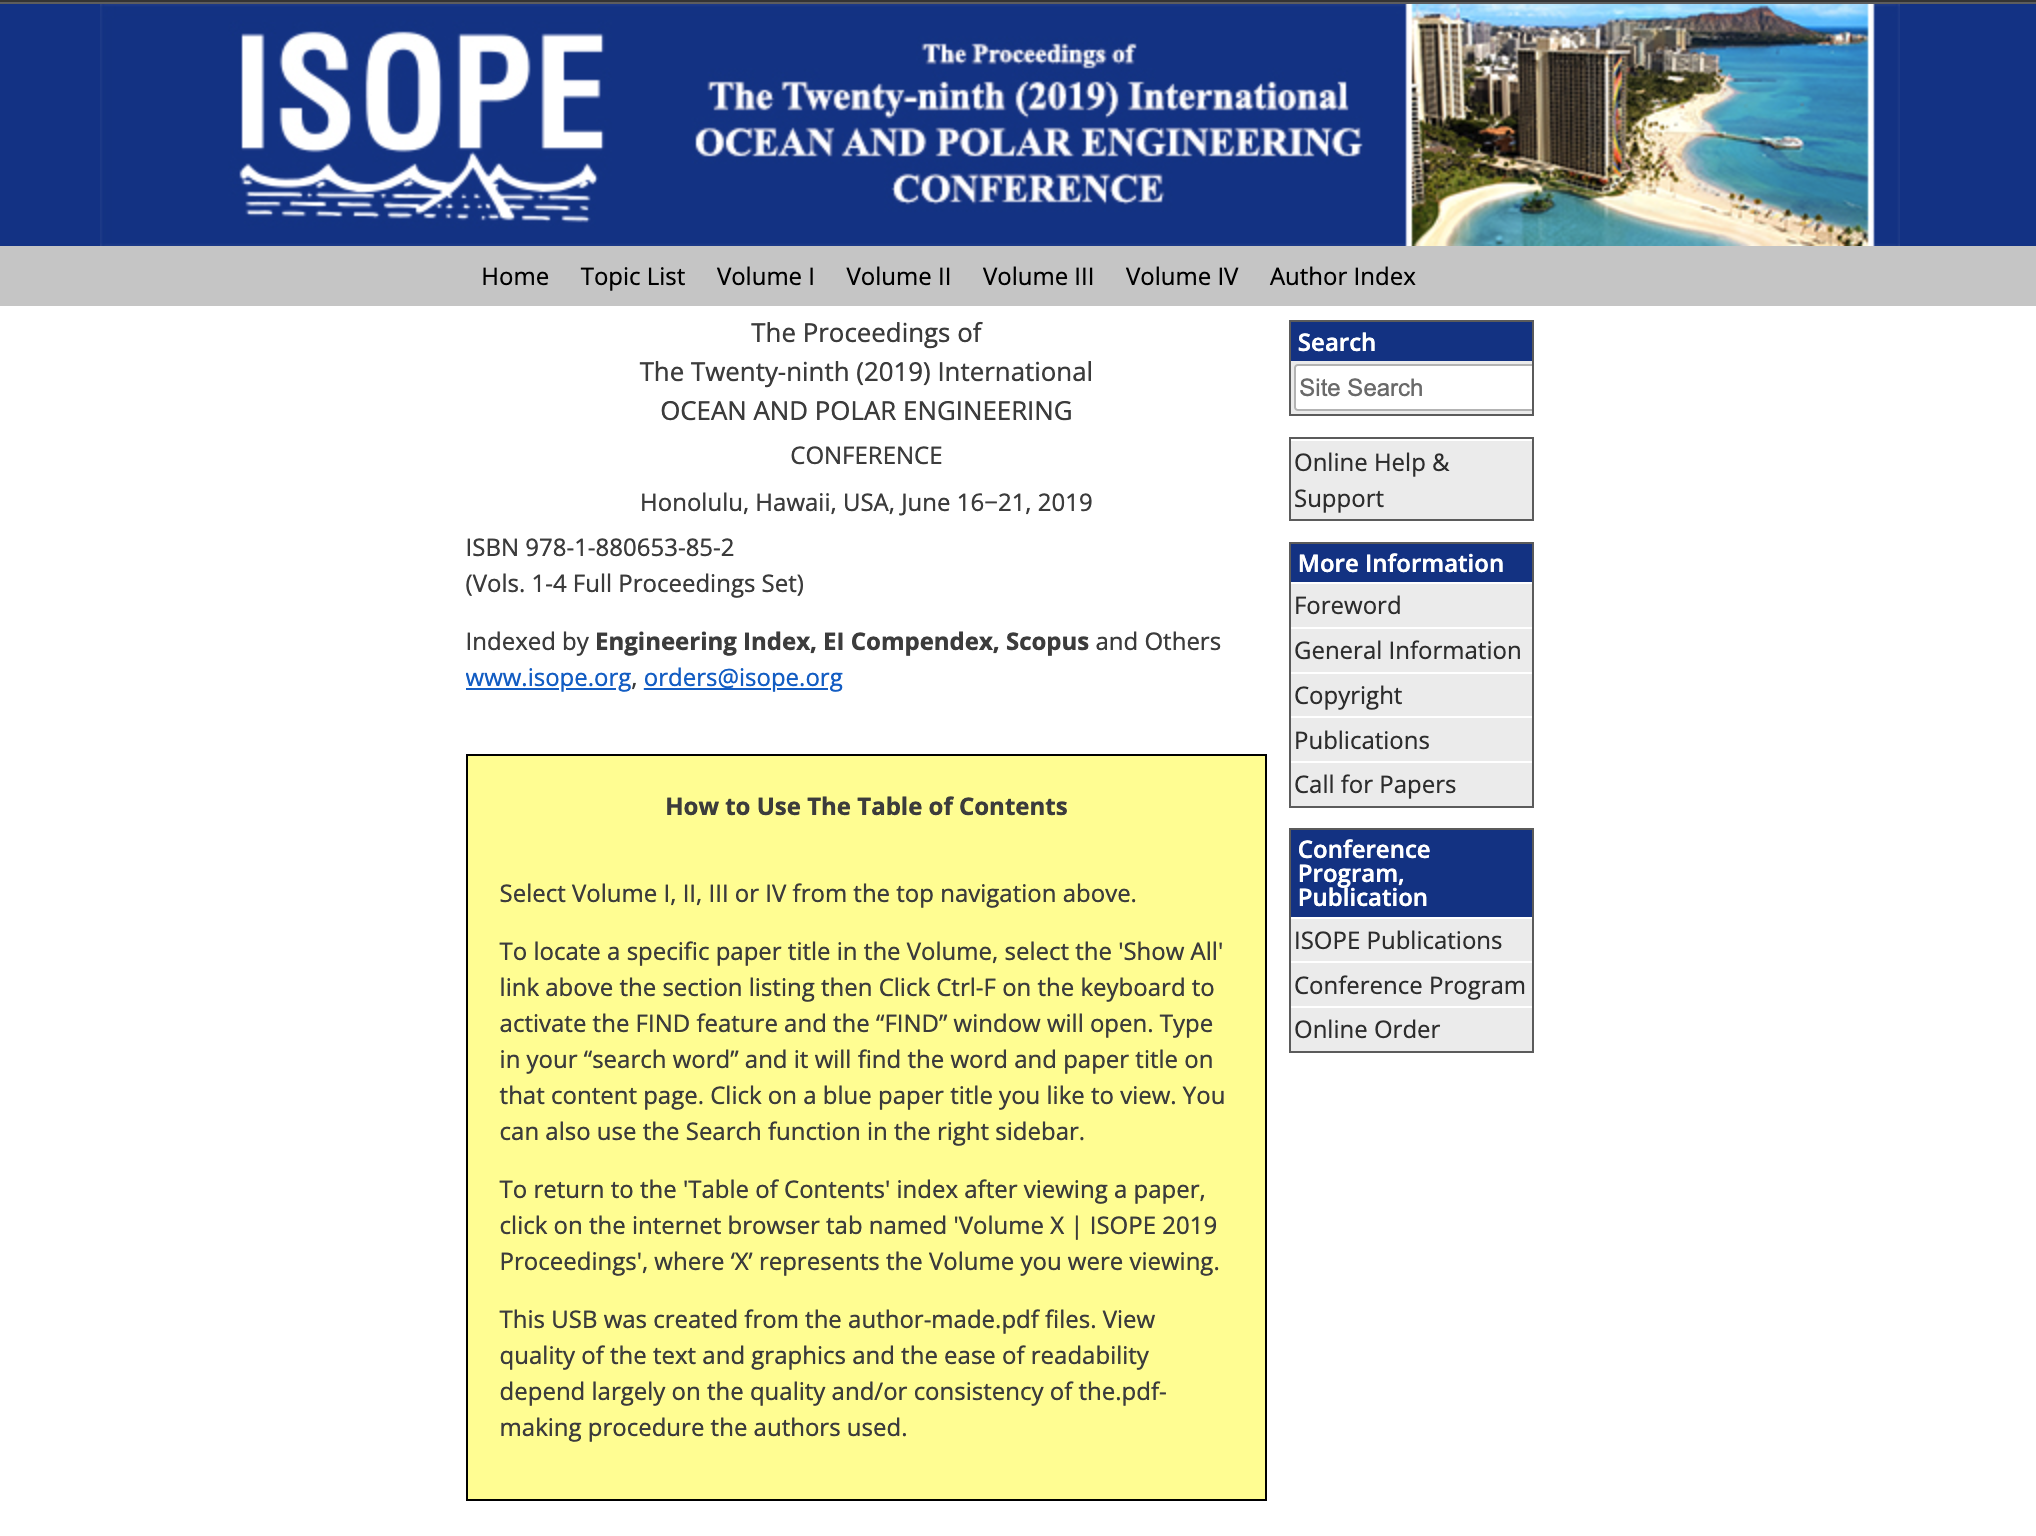 ISOPE
The Proceedings of
The Twenty-ninth (2019) International
OCEAN AND POLAR ENGINEERING
CONFERENCE
Home Topic List Volume I Volume II Volume III Volume IV Author Index
The Proceedings of
The Twenty-ninth (2019) International
OCEAN AND POLAR ENGINEERING
CONFERENCE
Honolulu, Hawaii, USA, June 16−21, 2019
ISBN 978-1-880653-85-2
(Vols. 1-4 Full Proceedings Set)
Indexed by Engineering Index, EI Compendex, Scopus and Others
www.isope.org, orders@isope.org
How to Use The Table of Contents
Select Volume I, II, III or IV from the top navigation above.
To locate a specific paper title in the Volume, select the 'Show All'
link above the section listing then Click Ctrl-F on the keyboard to
activate the FIND feature and the “FIND” window will open. Type
in your “search word” and it will find the word and paper title on
that content page. Click on a blue paper title you like to view. You
can also use the Search function in the right sidebar.
To return to the 'Table of Contents' index after viewing a paper,
click on the internet browser tab named 'Volume X | ISOPE 2019
Proceedings', where ‘X’ represents the Volume you were viewing.
This USB was created from the author-made.pdf files. View
quality of the text and graphics and the ease of readability
depend largely on the quality and/or consistency of the.pdf-
making procedure the authors used.
Search
Site Search
Online Help &
Support
More Information
Foreword
General Information
Copyright
Publications
Call for Papers
Conference
Program,
Publication
ISOPE Publications
Conference Program
Online Order